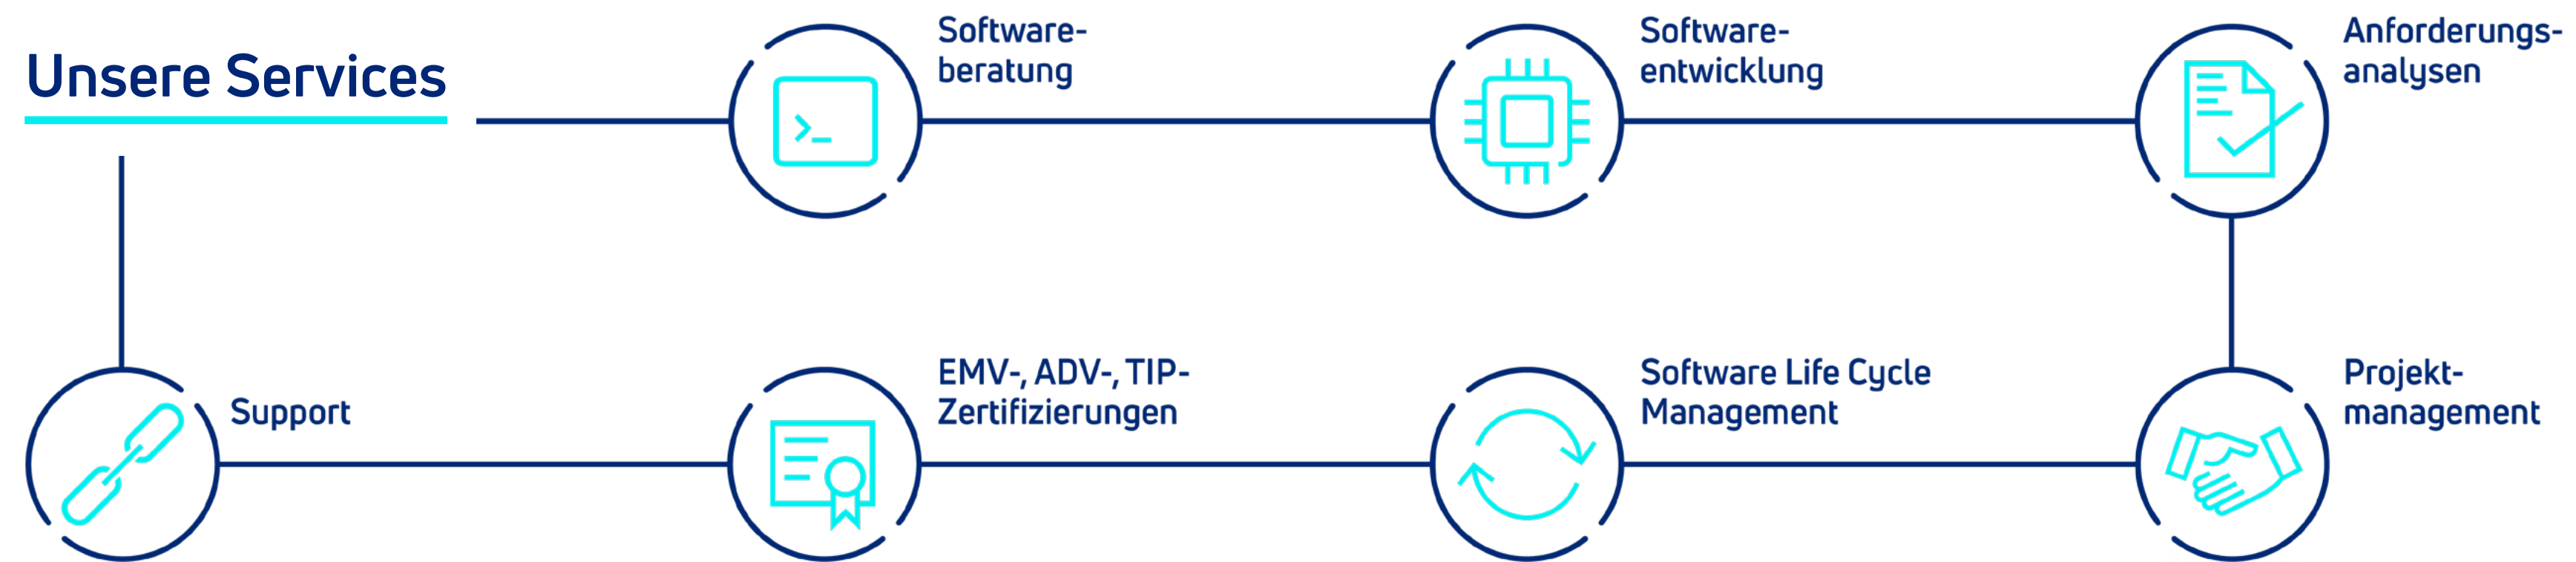 Unsere Services
Software-
beratung
Software-
entwicklung
Anforderungs-
analysen
Support
EMV-, ADV-, TIP-
Zertifizierungen
Software Life Cycle
Management
Projekt-
management